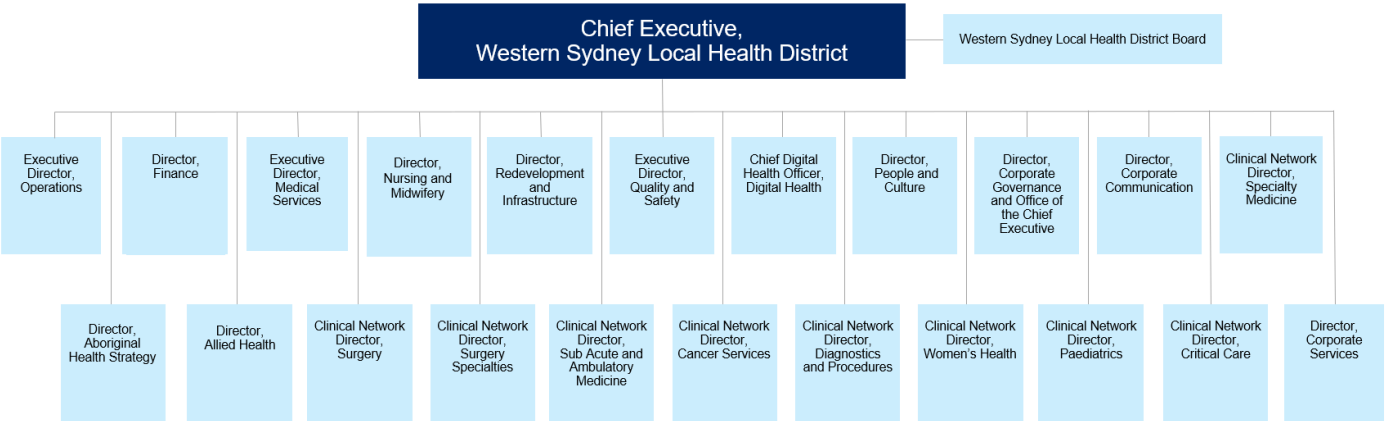 Chief Executive,
Western Sydney Local Health District
Western Sydney Local Health District Board
Executive
Director,
Operations
Director,
Finance
Executive
Director,
Medical
Services
Director,
Nursing and
Midwifery
Director,
Redevelopment
and
Infrastructure
Executive
Director,
Quality and
Safety
Chief Digital
Health Officer,
Digital Health
Director,
People and
Culture
Director,
Corporate
Governance
and Office of
the Chief
Executive
Director,
Corporate
Communication
Clinical Network
Director,
Specialty
Medicine
Director,
Aboriginal
Health Strategy
Director,
Allied Health
Clinical Network
Director,
Surgery
Clinical Network
Director,
Surgery
Specialties
Clinical Network
Director,
Sub Acute and
Ambulatory
Medicine
Clinical Network
Director,
Cancer Services
Clinical Network
Director,
Diagnostics
and Procedures
Clinical Network
Director,
Women's Health
Clinical Network
Director,
Paediatrics
Clinical Network
Director,
Critical Care
Director,
Corporate
Services